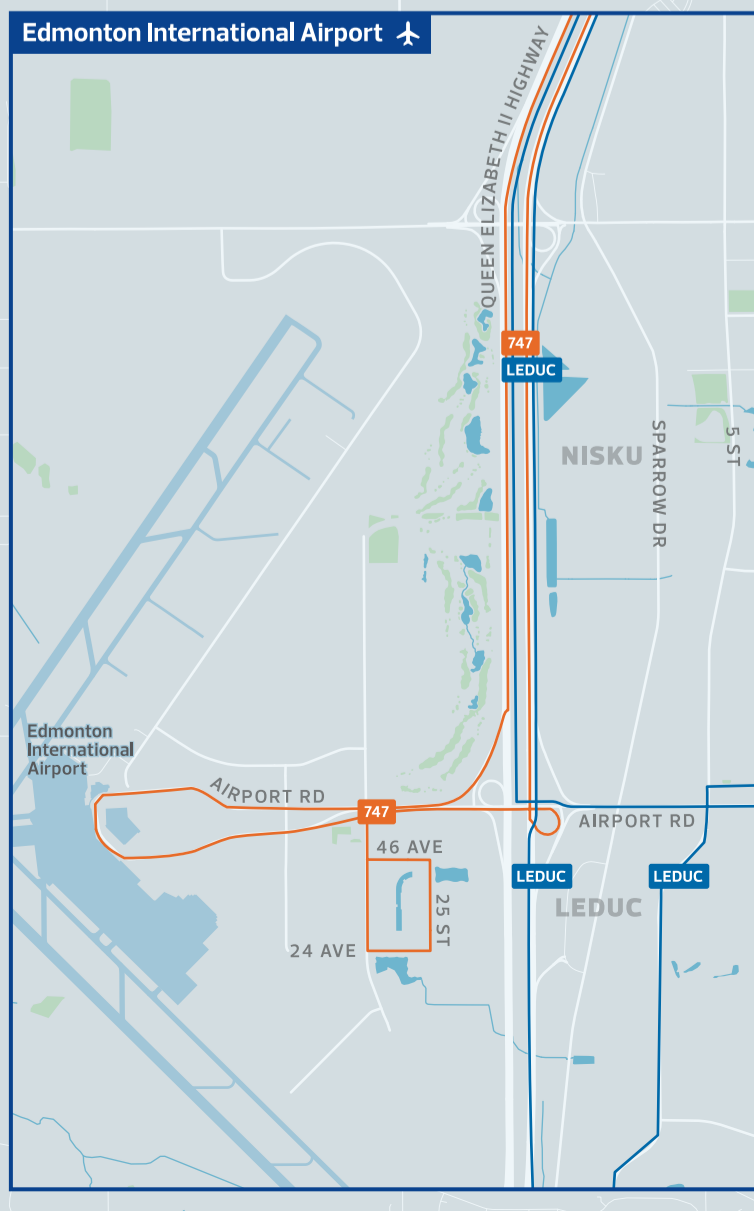 Edmonton International Airport
QUEEN ELIZABETH II HIGHWAY
747
LEDUC
NISKU
SPARROW DR
5 ST
Edmonton
International
Airport
AIRPORT RD
747
AIRPORT RD
46 AVE
LEDUC
LEDUC
25 ST
LEDUC
24 AVE